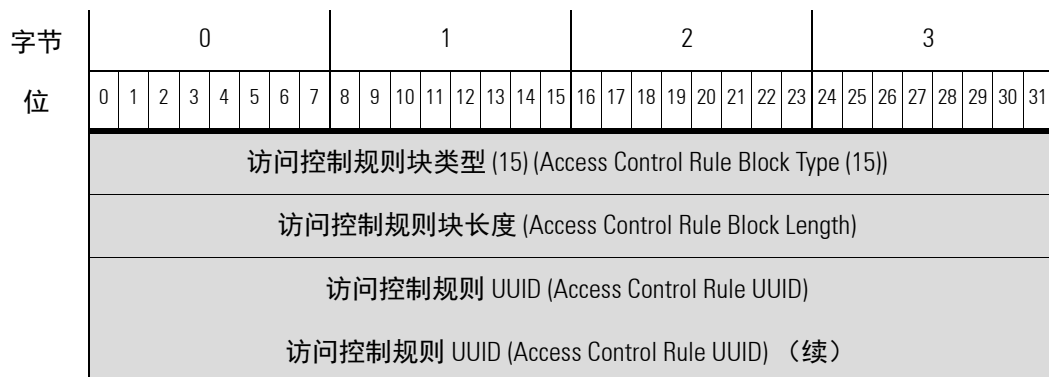 字节 0 1 2 3
位 0 1 2 3 4 5 6 7 8 9 10 11 12 13 14 15 16 17 18 19 20 21 22 23 24 25 26 27 28 29 30 31
访问控制规则块类型 (15) (Access Control Rule Block Type (15))
访问控制规则块长度 (Access Control Rule Block Length)
访问控制规则 UUID (Access Control Rule UUID)
访问控制规则 UUID (Access Control Rule UUID) （续）